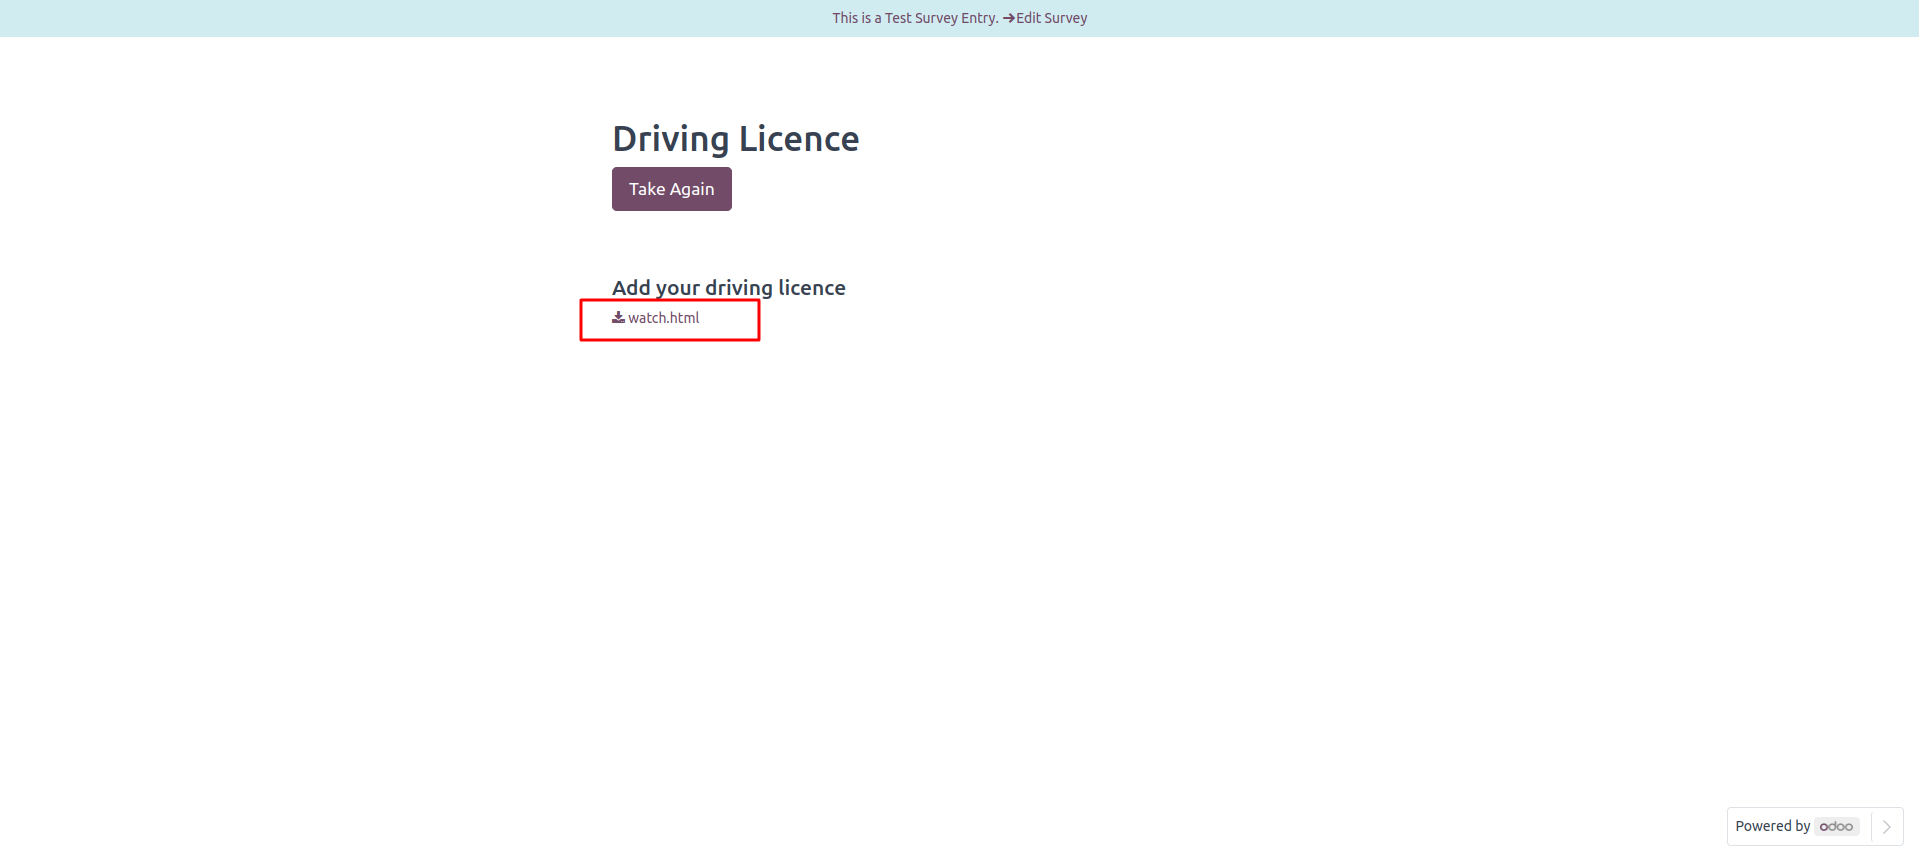 This is a Test Survey Entry. Edit Survey
Driving Licence
Take Again
Add your driving licence
watch.html
Powered by odoo